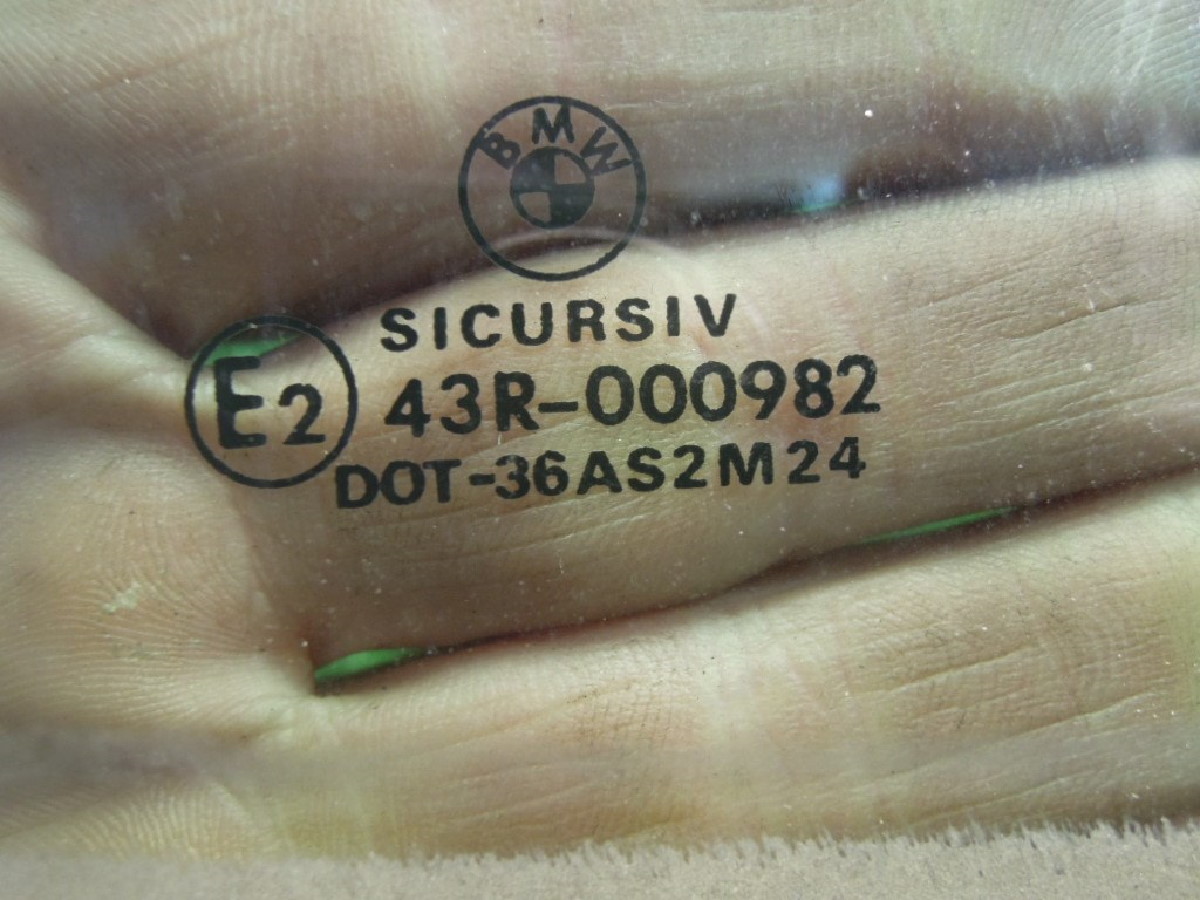 BMW
SICURSIV
E2
43R-000982
DOT-36AS2M24